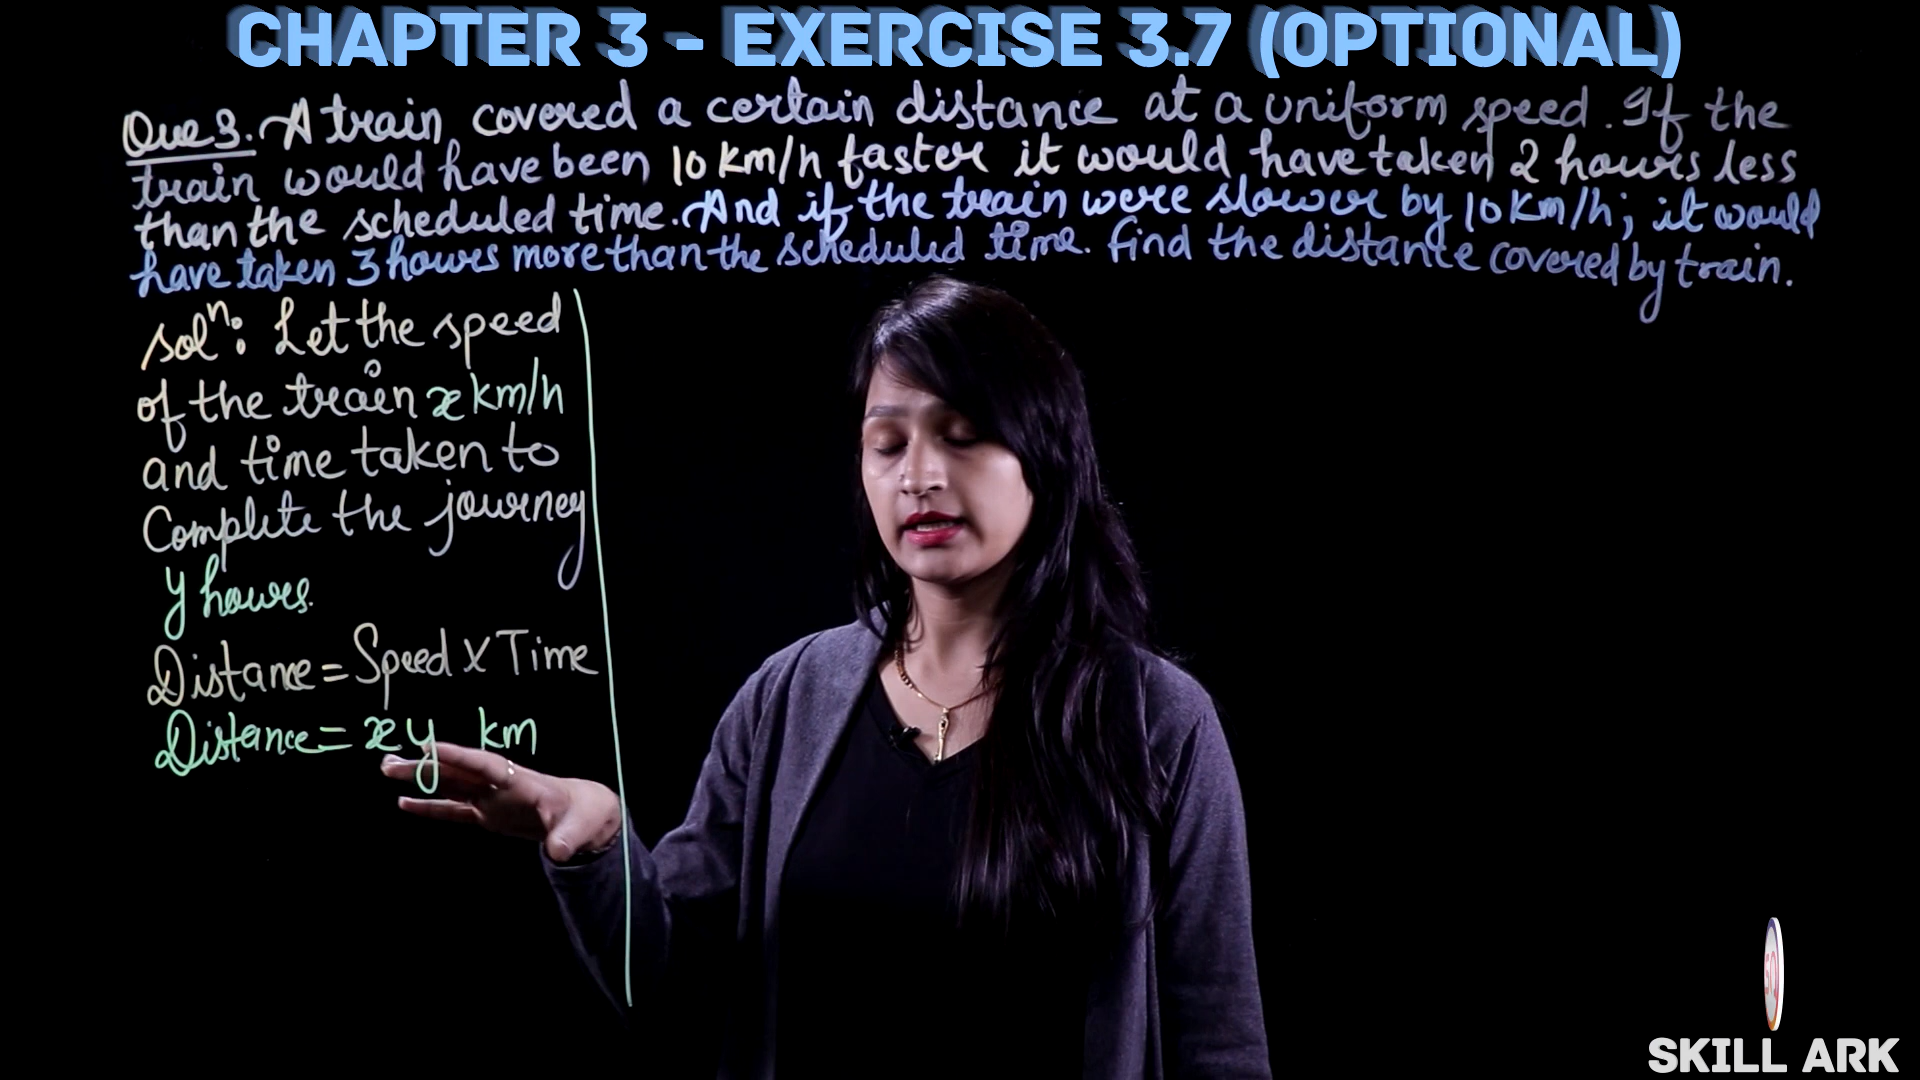 CHAPTER 3 - EXERCISE 3.7 (OPTIONAL)
Que 3. A train covered a certain distance at a uniform speed. If the
train would have been 10 km/h faster it would have taken 2 hours less
than the scheduled time. And if the train were slower by 10 km/h; it would
have taken 3 hours more than the scheduled time. find the distance covered by train.
Solⁿ: Let the speed
of the train x km/h
and time taken to
Complete the journey
y hours.
Distance = Speed X Time
Distance = xy km
SKILL ARK